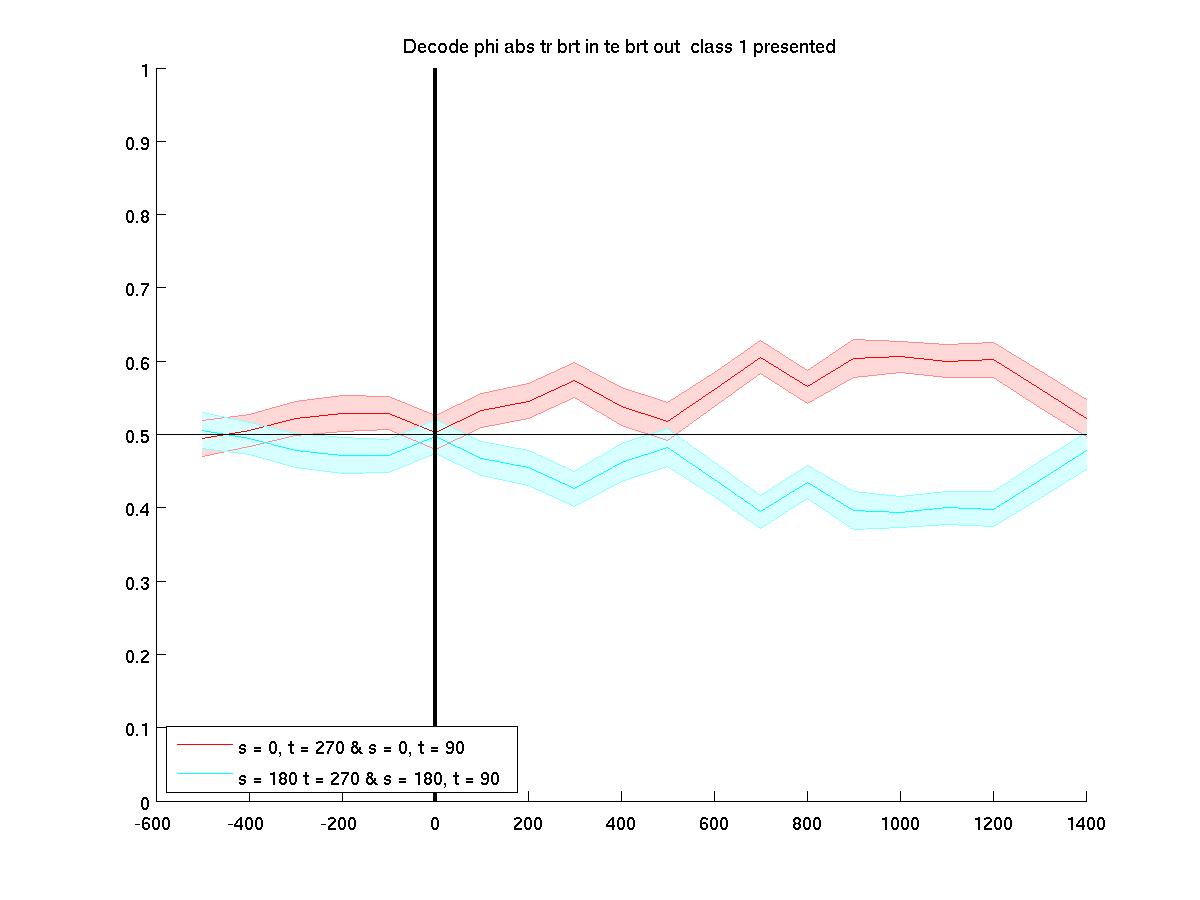 Decode phi abs tr brt in te brt out  class 1 presented
1
0.9
0.8
0.7
0.6
0.5
0.4
0.3
0.2
0.1
0
s = 0, t = 270 & s = 0, t = 90
s = 180 t = 270 & s = 180, t = 90
-600 -400 -200 0 200 400 600 800 1000 1200 1400